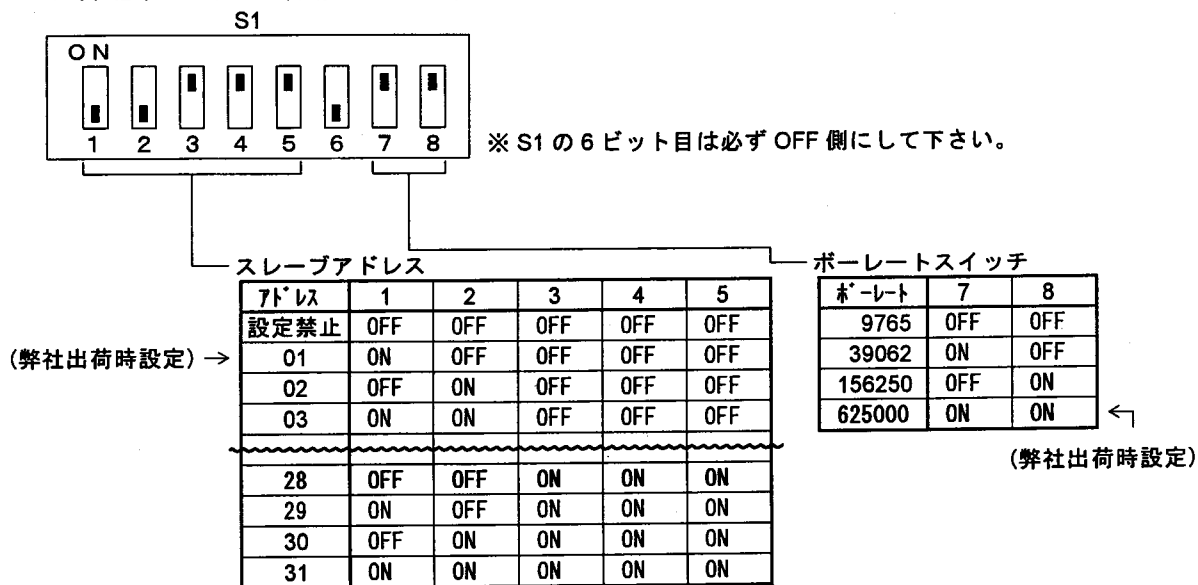 S1
ON
1 2 3 4 5 6 7 8
※ S1 の 6 ビット目は必ず OFF 側にして下さい。
スレーブアドレス
ｱﾄﾞﾚｽ 1 2 3 4 5
設定禁止 OFF OFF OFF OFF OFF
(弊社出荷時設定) → 01 ON OFF OFF OFF OFF
02 OFF ON OFF OFF OFF
03 ON ON OFF OFF OFF
28 OFF OFF ON ON ON
29 ON OFF ON ON ON
30 OFF ON ON ON ON
31 ON ON ON ON ON
ボーレートスイッチ
ﾎﾞｰﾚｰﾄ 7 8
9765 OFF OFF
39062 ON OFF
156250 OFF ON
625000 ON ON
(弊社出荷時設定)